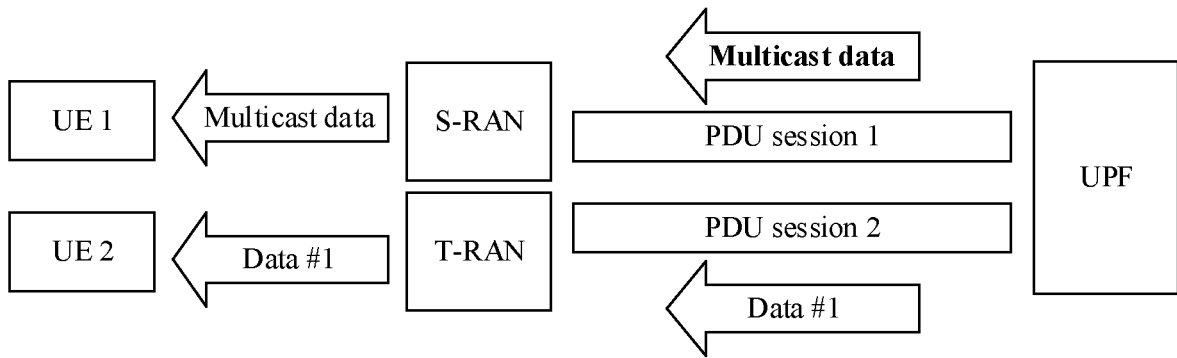 Multicast data
UE 1
Multicast data
S-RAN
PDU session 1
UPF
UE 2
Data #1
T-RAN
PDU session 2
Data #1